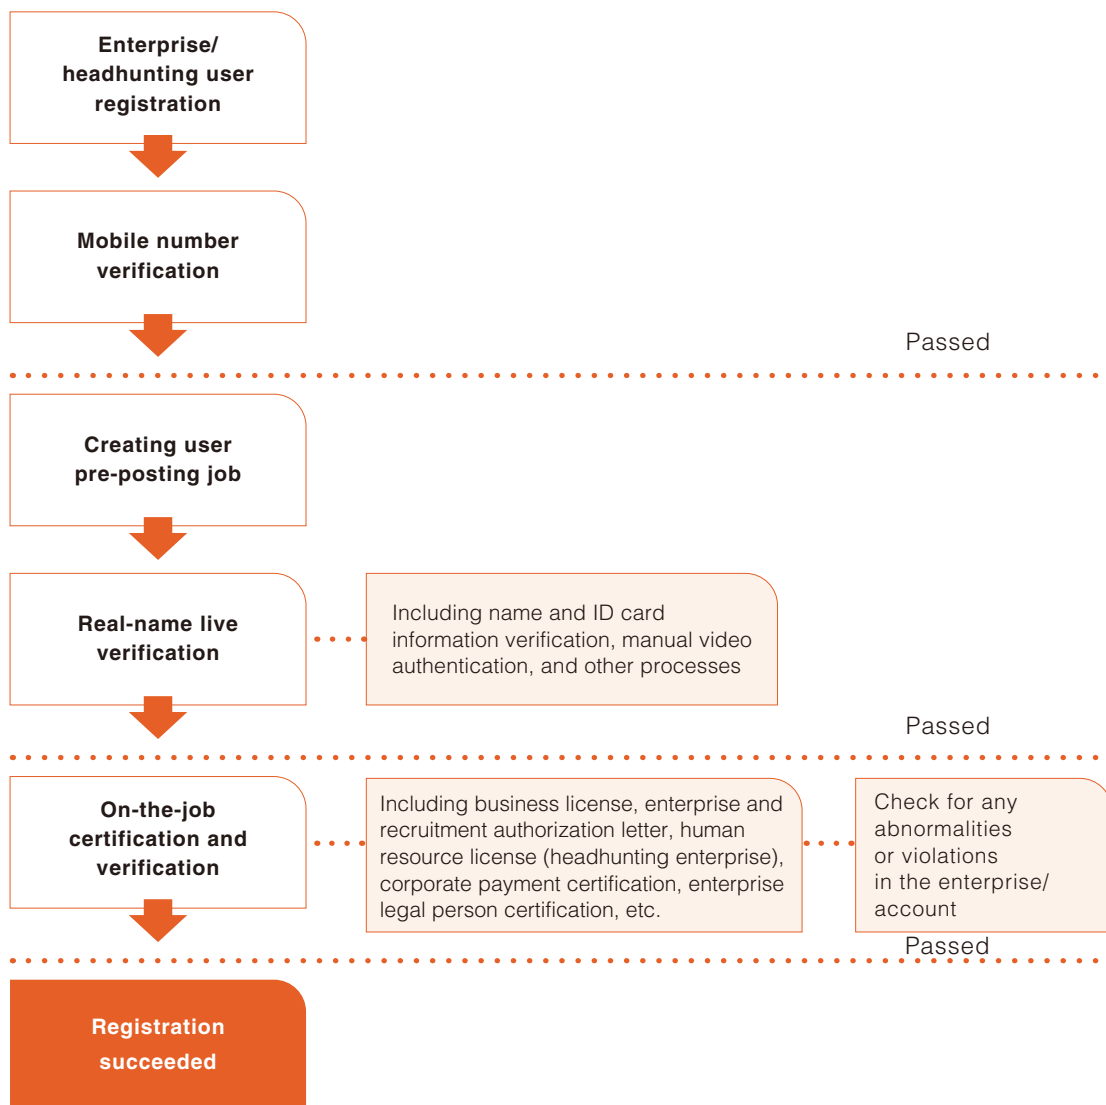 Enterprise/
headhunting user
registration
Mobile number
verification
Passed
Creating user
pre-posting job
Real-name live
verification
Including name and ID card
information verification, manual video
authentication, and other processes
Passed
On-the-job
certification and
verification
Including business license, enterprise and
recruitment authorization letter, human
resource license (headhunting enterprise),
corporate payment certification, enterprise
legal person certification, etc.
Check for any
abnormalities
or violations
in the enterprise/
account
Passed
Registration
succeeded